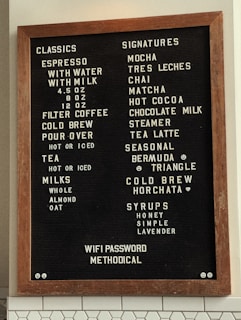 CLASSICS
ESPRESSO
WITH WATER
WITH MILK
4.5 OZ
8 OZ
12 OZ
FILTER COFFEE
COLD BREW
POUR OVER
HOT OR ICED
TEA
HOT OR ICED
MILKS
WHOLE
ALMOND
OAT
SIGNATURES
MOCHA
TRES LECHES
CHAI
MATCHA
HOT COCOA
CHOCOLATE MILK
STEAMER
TEA LATTE
SEASONAL
BERMUDA
TRIANGLE
COLD BREW
HORCHATA ♥
SYRUPS
HONEY
SIMPLE
LAVENDER
WIFI PASSWORD
METHODICAL